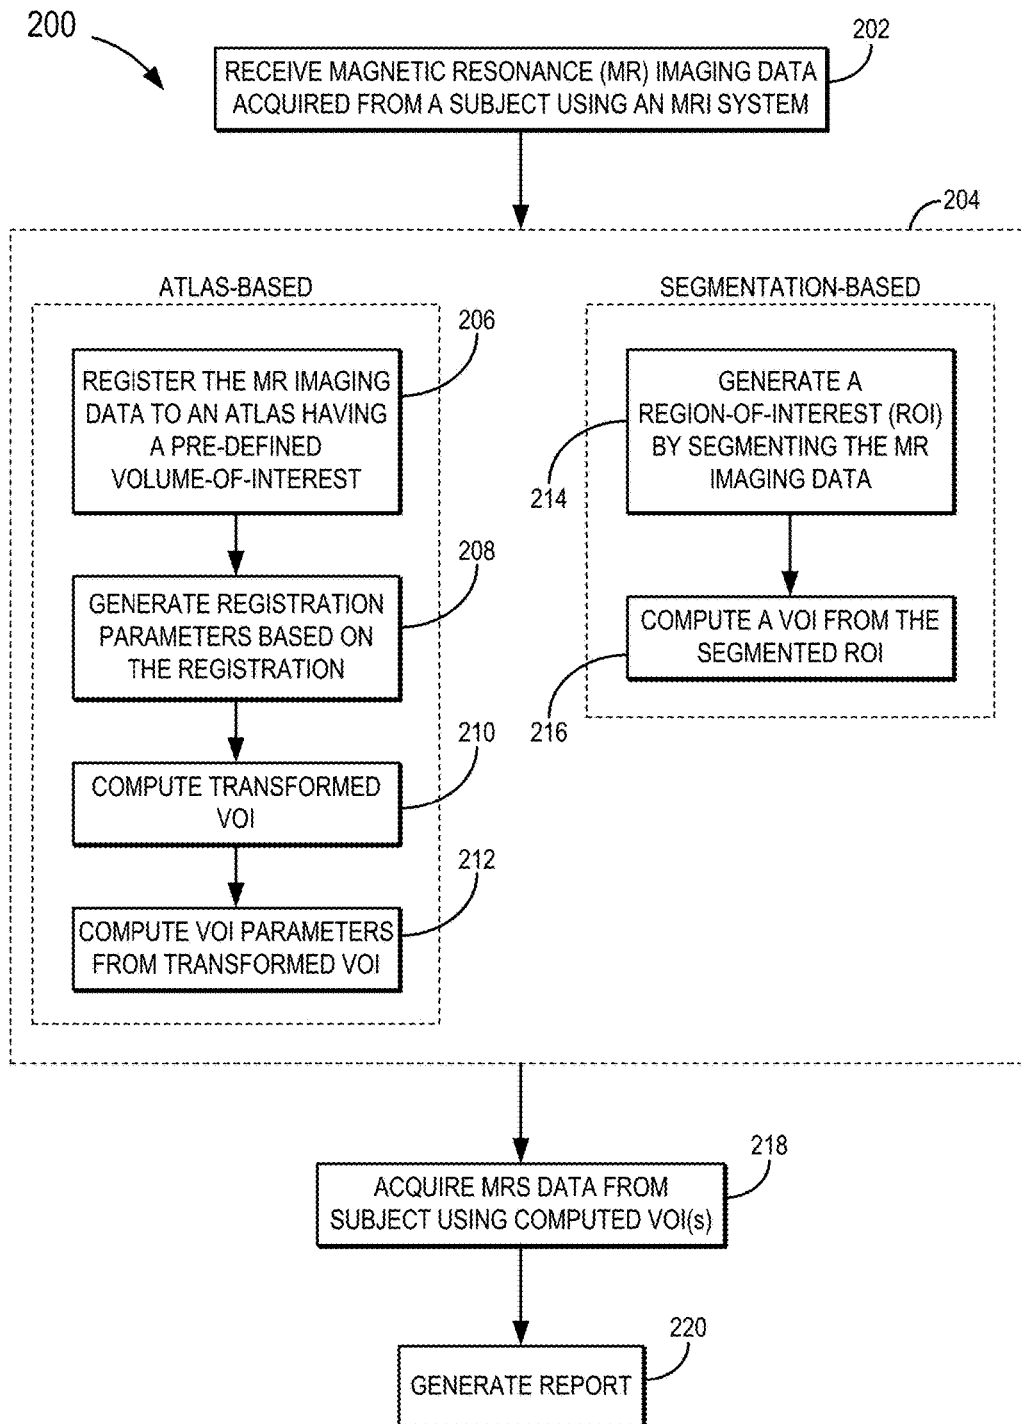 200
202
RECEIVE MAGNETIC RESONANCE (MR) IMAGING DATA
ACQUIRED FROM A SUBJECT USING AN MRI SYSTEM
204
ATLAS-BASED
206
REGISTER THE MR IMAGING
DATA TO AN ATLAS HAVING
A PRE-DEFINED
VOLUME-OF-INTEREST
208
GENERATE REGISTRATION
PARAMETERS BASED ON
THE REGISTRATION
210
COMPUTE TRANSFORMED
VOI
212
COMPUTE VOI PARAMETERS
FROM TRANSFORMED VOI
SEGMENTATION-BASED
GENERATE A
REGION-OF-INTEREST (ROI)
BY SEGMENTING THE MR
IMAGING DATA
214
COMPUTE A VOI FROM THE
SEGMENTED ROI
216
218
ACQUIRE MRS DATA FROM
SUBJECT USING COMPUTED VOI(s)
220
GENERATE REPORT